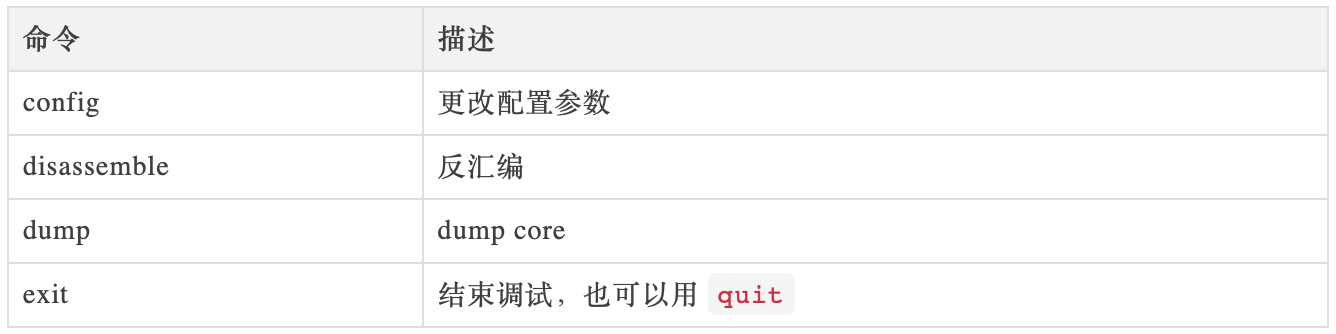 命令 描述
config 更改配置参数
disassemble 反汇编
dump dump core
exit 结束调试，也可以用 quit